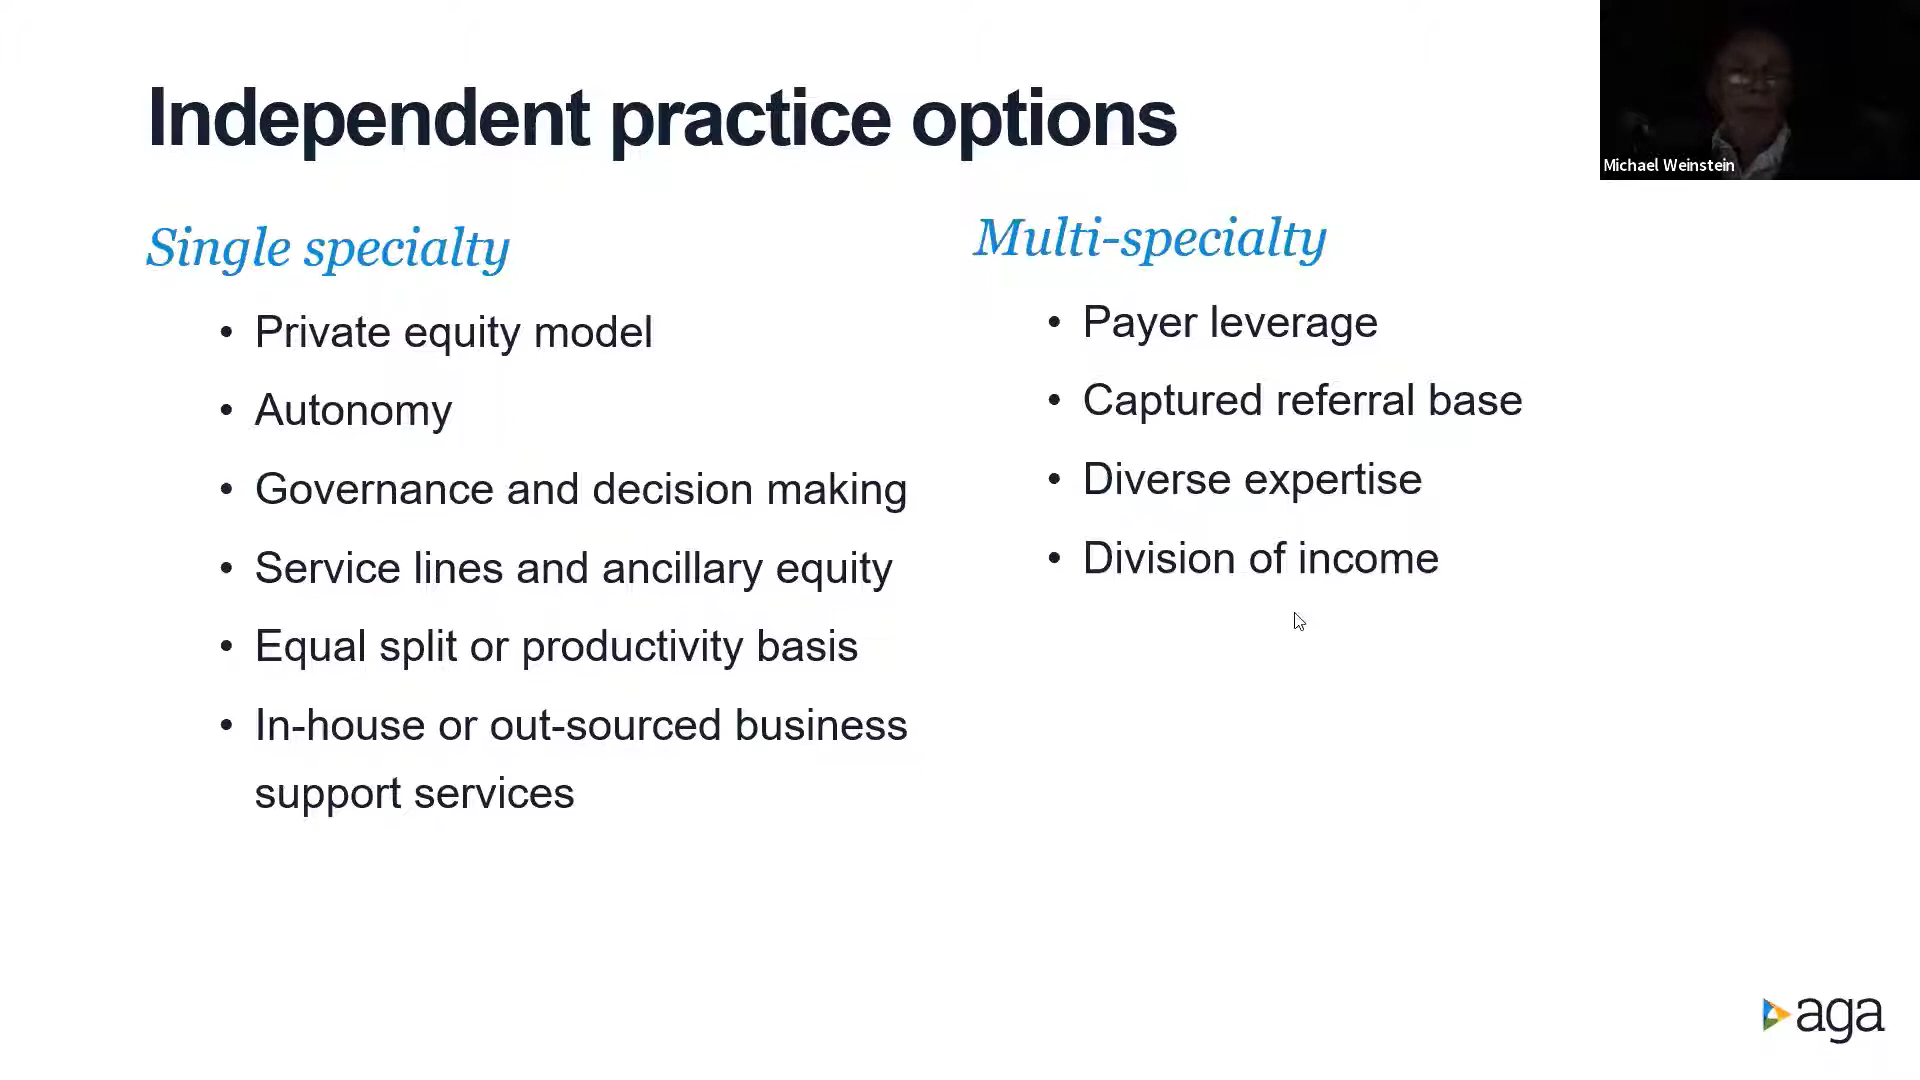 Independent practice options
Michael Weinstein
Single specialty
• Private equity model
• Autonomy
• Governance and decision making
• Service lines and ancillary equity
• Equal split or productivity basis
• In-house or out-sourced business
support services
Multi-specialty
• Payer leverage
• Captured referral base
• Diverse expertise
• Division of income
aga